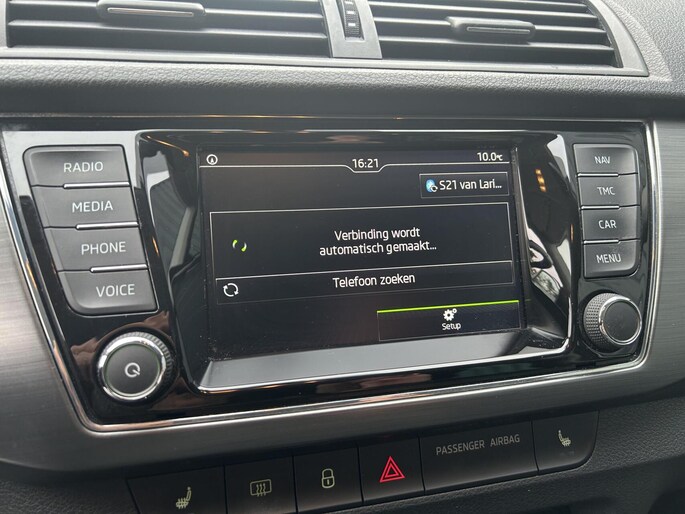 RADIO
MEDIA
PHONE
VOICE
16:21
10.0°C
S21 van Larl...
Verbinding wordt
automatisch gemaakt...
Telefoon zoeken
Setup
NAV
TMC
CAR
MENU
PASSENGER AIRBAG